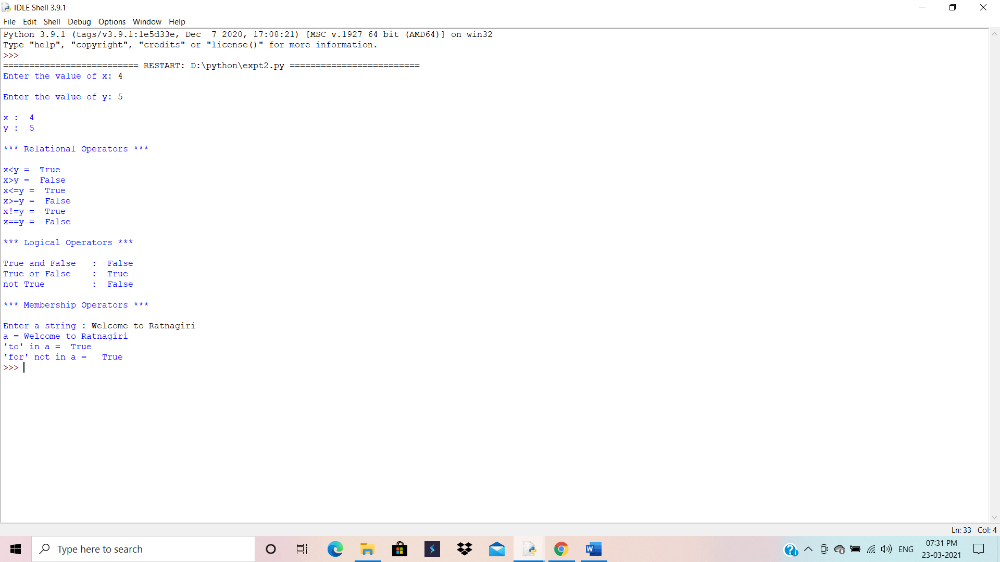 IDLE Shell 3.9.1
File Edit Shell Debug Options Window Help
Python 3.9.1 (tags/v3.9.1:1e5d33e, Dec  7 2020, 17:08:21) [MSC v.1927 64 bit (AMD64)] on win32
Type "help", "copyright", "credits" or "license()" for more information.
>>>
========================== RESTART: D:\python\expt2.py =========================
Enter the value of x: 4
Enter the value of y: 5
x :  4
y :  5
*** Relational Operators ***
x<y =  True
x>y =  False
x<=y =  True
x>=y =  False
x!=y =  True
x==y =  False
*** Logical Operators ***
True and False   :  False
True or False    :  True
not True         :  False
*** Membership Operators ***
Enter a string : Welcome to Ratnagiri
a = Welcome to Ratnagiri
'to' in a =  True
'for' not in a =   True
>>>
Ln: 33 Col: 4
Type here to search
ENG
07:31 PM
23-03-2021